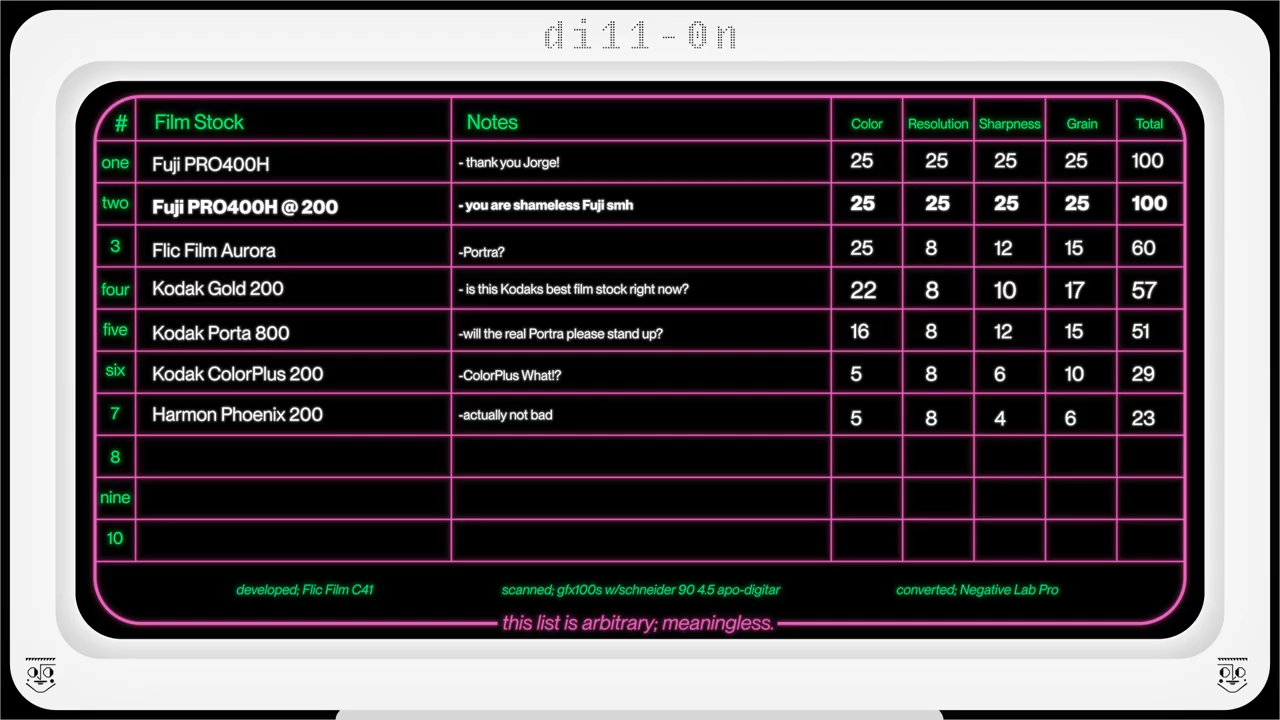 di11-0n
# Film Stock Notes Color Resolution Sharpness Grain Total
one Fuji PRO400H - thank you Jorge! 25 25 25 25 100
two Fuji PRO400H @ 200 - you are shameless Fuji smh 25 25 25 25 100
3 Flic Film Aurora -Portra? 25 8 12 15 60
four Kodak Gold 200 - is this Kodaks best film stock right now? 22 8 10 17 57
five Kodak Porta 800 -will the real Portra please stand up? 16 8 12 15 51
six Kodak ColorPlus 200 -ColorPlus What!? 5 8 6 10 29
7 Harmon Phoenix 200 -actually not bad 5 8 4 6 23
8
nine
10
developed; Flic Film C41 scanned; gfx100s w/schneider 90 4.5 apo-digitar converted; Negative Lab Pro
this list is arbitrary; meaningless.